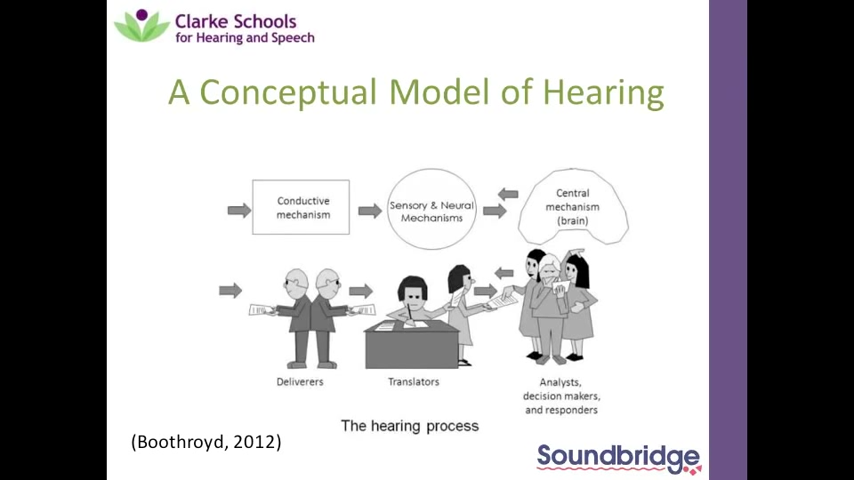 Clarke Schools
for Hearing and Speech
A Conceptual Model of Hearing
Conductive
mechanism
Sensory & Neural
Mechanisms
Central
mechanism
(brain)
Deliverers
Translators
Analysts,
decision makers,
and responders
The hearing process
(Boothroyd, 2012)
Soundbridge